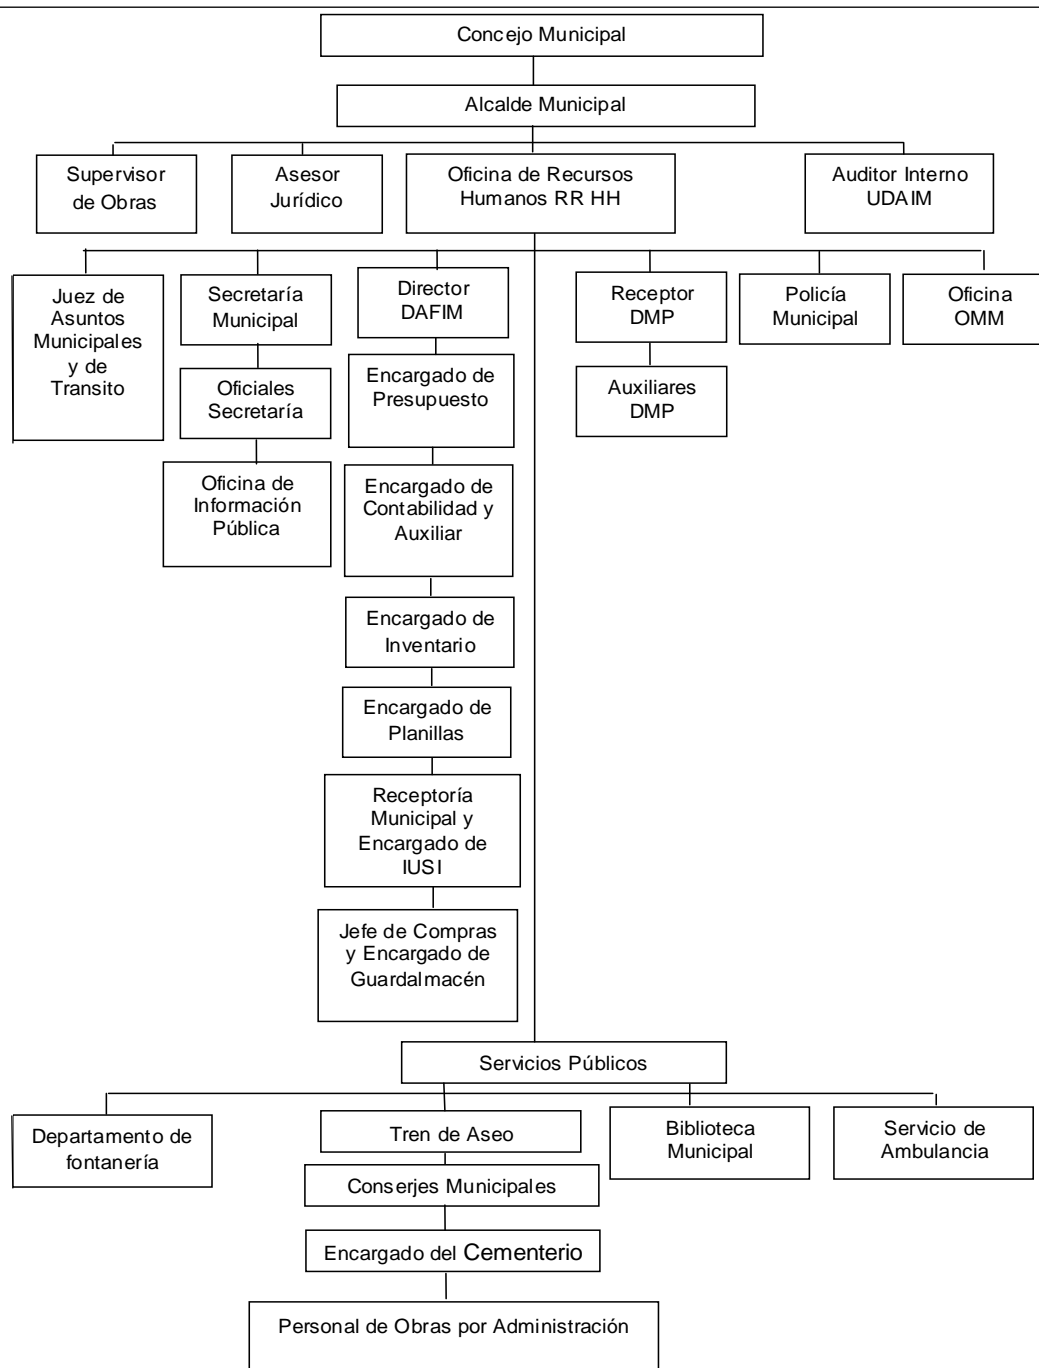 Concejo Municipal
Alcalde Municipal
Supervisor
de Obras
Asesor
Jurídico
Oficina de Recursos
Humanos RR HH
Auditor Interno
UDAIM
Juez de
Asuntos
Municipales
y de
Transito
Secretaría
Municipal
Director
DAFIM
Receptor
DMP
Policía
Municipal
Oficina
OMM
Oficiales
Secretaría
Encargado de
Presupuesto
Auxiliares
DMP
Oficina de
Información
Pública
Encargado de
Contabilidad y
Auxiliar
Encargado de
Inventario
Encargado de
Planillas
Receptoría
Municipal y
Encargado de
IUSI
Jefe de Compras
y Encargado de
Guardalmacén
Servicios Públicos
Departamento de
fontanería
Tren de Aseo
Biblioteca
Municipal
Servicio de
Ambulancia
Conserjes Municipales
Encargado del Cementerio
Personal de Obras por Administración